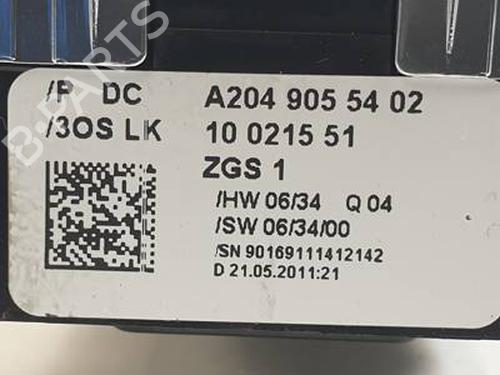 B-PARTS
/P DC A204 905 54 02
/3OS LK 10 0215 51
ZGS 1
/HW 06/34 Q 04
/SW 06/34/00
/SN 90169111412142
D 21.05.2011:21